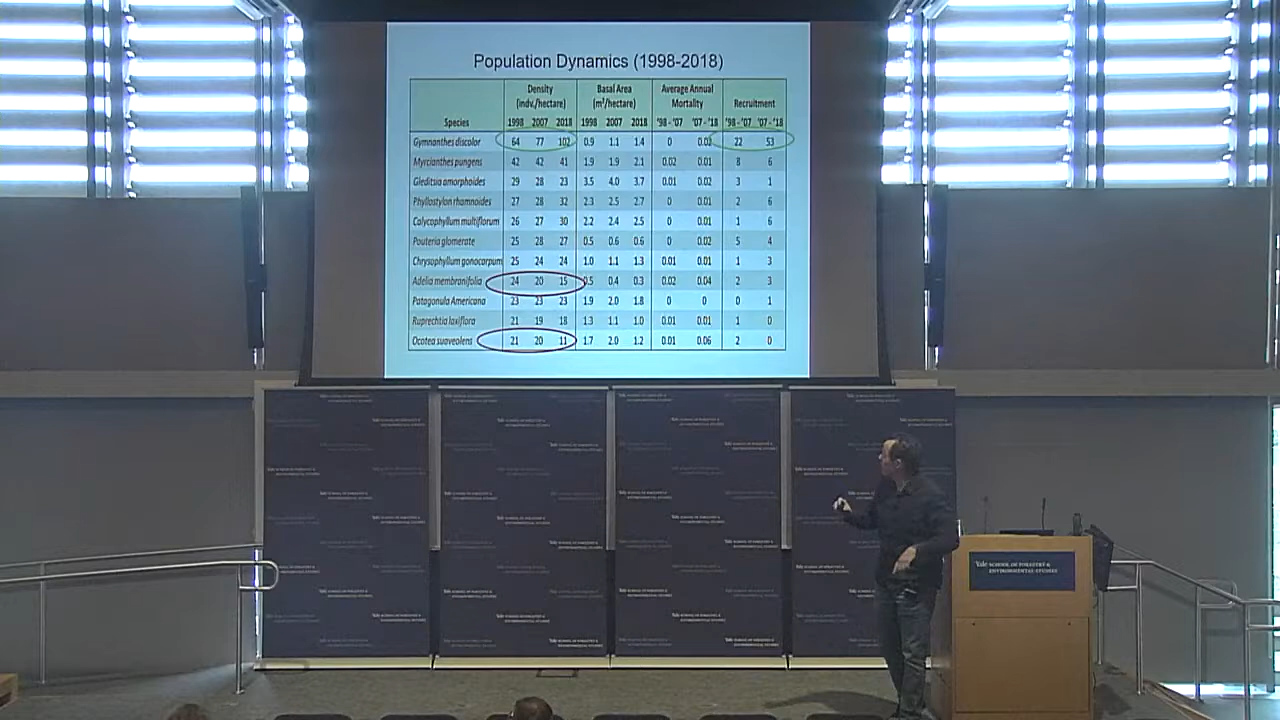 Population Dynamics (1998-2018)
Density Basal Area Average Annual
(indv./hectare) (m²/hectare) Mortality Recruitment
Species 1998 2007 2018 1998 2007 2018 '98 - '07 '07 - '18 '98 - '07 '07 - '18
Gymnanthes discolor 64 77 102 0.9 1.1 1.4 0 0.02 22 53
Myrcianthes pungens 42 42 41 1.9 1.9 2.1 0.02 0.01 8 6
Gleditsia amorphoides 29 28 23 3.5 4.0 3.7 0.01 0.02 3 1
Phyllostylon rhamnoides 27 28 32 2.3 2.5 2.7 0 0.01 2 6
Calycophyllum multiflorum 26 27 30 2.2 2.4 2.5 0 0.01 1 6
Pouteria glomerate 25 28 27 0.5 0.6 0.6 0 0.02 5 4
Chrysophyllum gonocarpum 25 24 24 1.0 1.1 1.3 0.01 0.01 1 3
Adelia membranifolia 24 20 15 0.5 0.4 0.3 0.02 0.04 2 3
Patagonula Americana 23 23 23 1.9 2.0 1.8 0 0 0 1
Ruprechtia laxiflora 21 19 18 1.3 1.1 1.0 0.01 0.01 1 0
Ocotea suaveolens 21 20 11 1.7 2.0 1.2 0.01 0.06 2 0
Yale SCHOOL OF FORESTRY &
ENVIRONMENTAL STUDIES